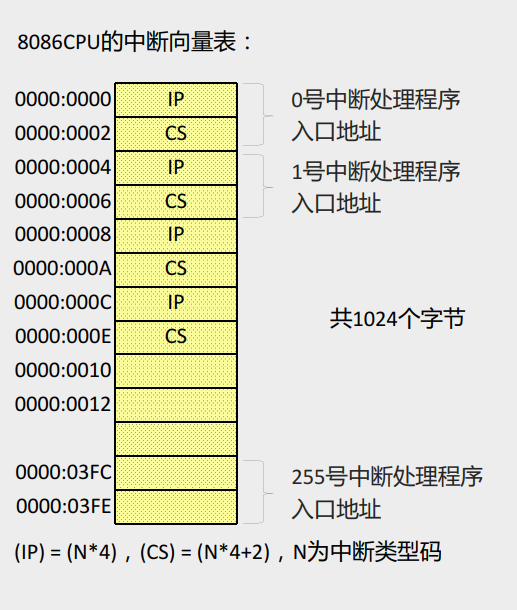 8086CPU的中断向量表：
0000:0000 IP 0号中断处理程序
0000:0002 CS 入口地址
0000:0004 IP 1号中断处理程序
0000:0006 CS 入口地址
0000:0008 IP
0000:000A CS
0000:000C IP 共1024个字节
0000:000E CS
0000:0010
0000:0012
0000:03FC 255号中断处理程序
0000:03FE 入口地址
(IP) = (N*4)，(CS) = (N*4+2)，N为中断类型码